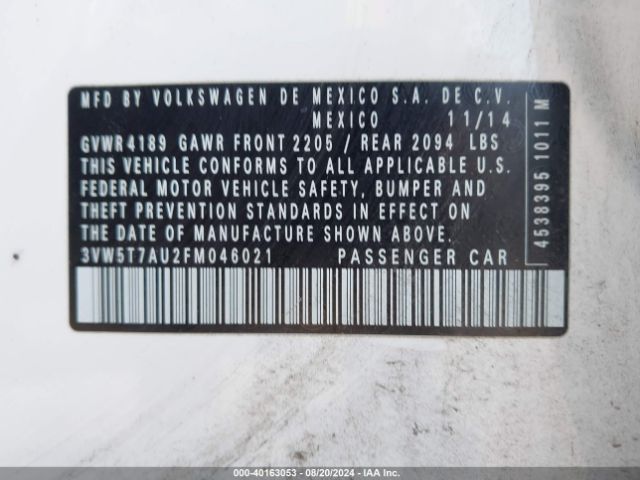 MFD BY VOLKSWAGEN DE MEXICO S.A. DE C.V.
MEXICO 11/14
GVWR 4189 GAWR FRONT 2205 / REAR 2094 LBS
THIS VEHICLE CONFORMS TO ALL APPLICABLE U.S.
FEDERAL MOTOR VEHICLE SAFETY, BUMPER AND
THEFT PREVENTION STANDARDS IN EFFECT ON
THE DATE OF MANUFACTURE SHOWN ABOVE.
3VW5T7AU2FM046021 PASSENGER CAR
4538395 1011 M
000-40163053 - 08/20/2024 - IAA Inc.